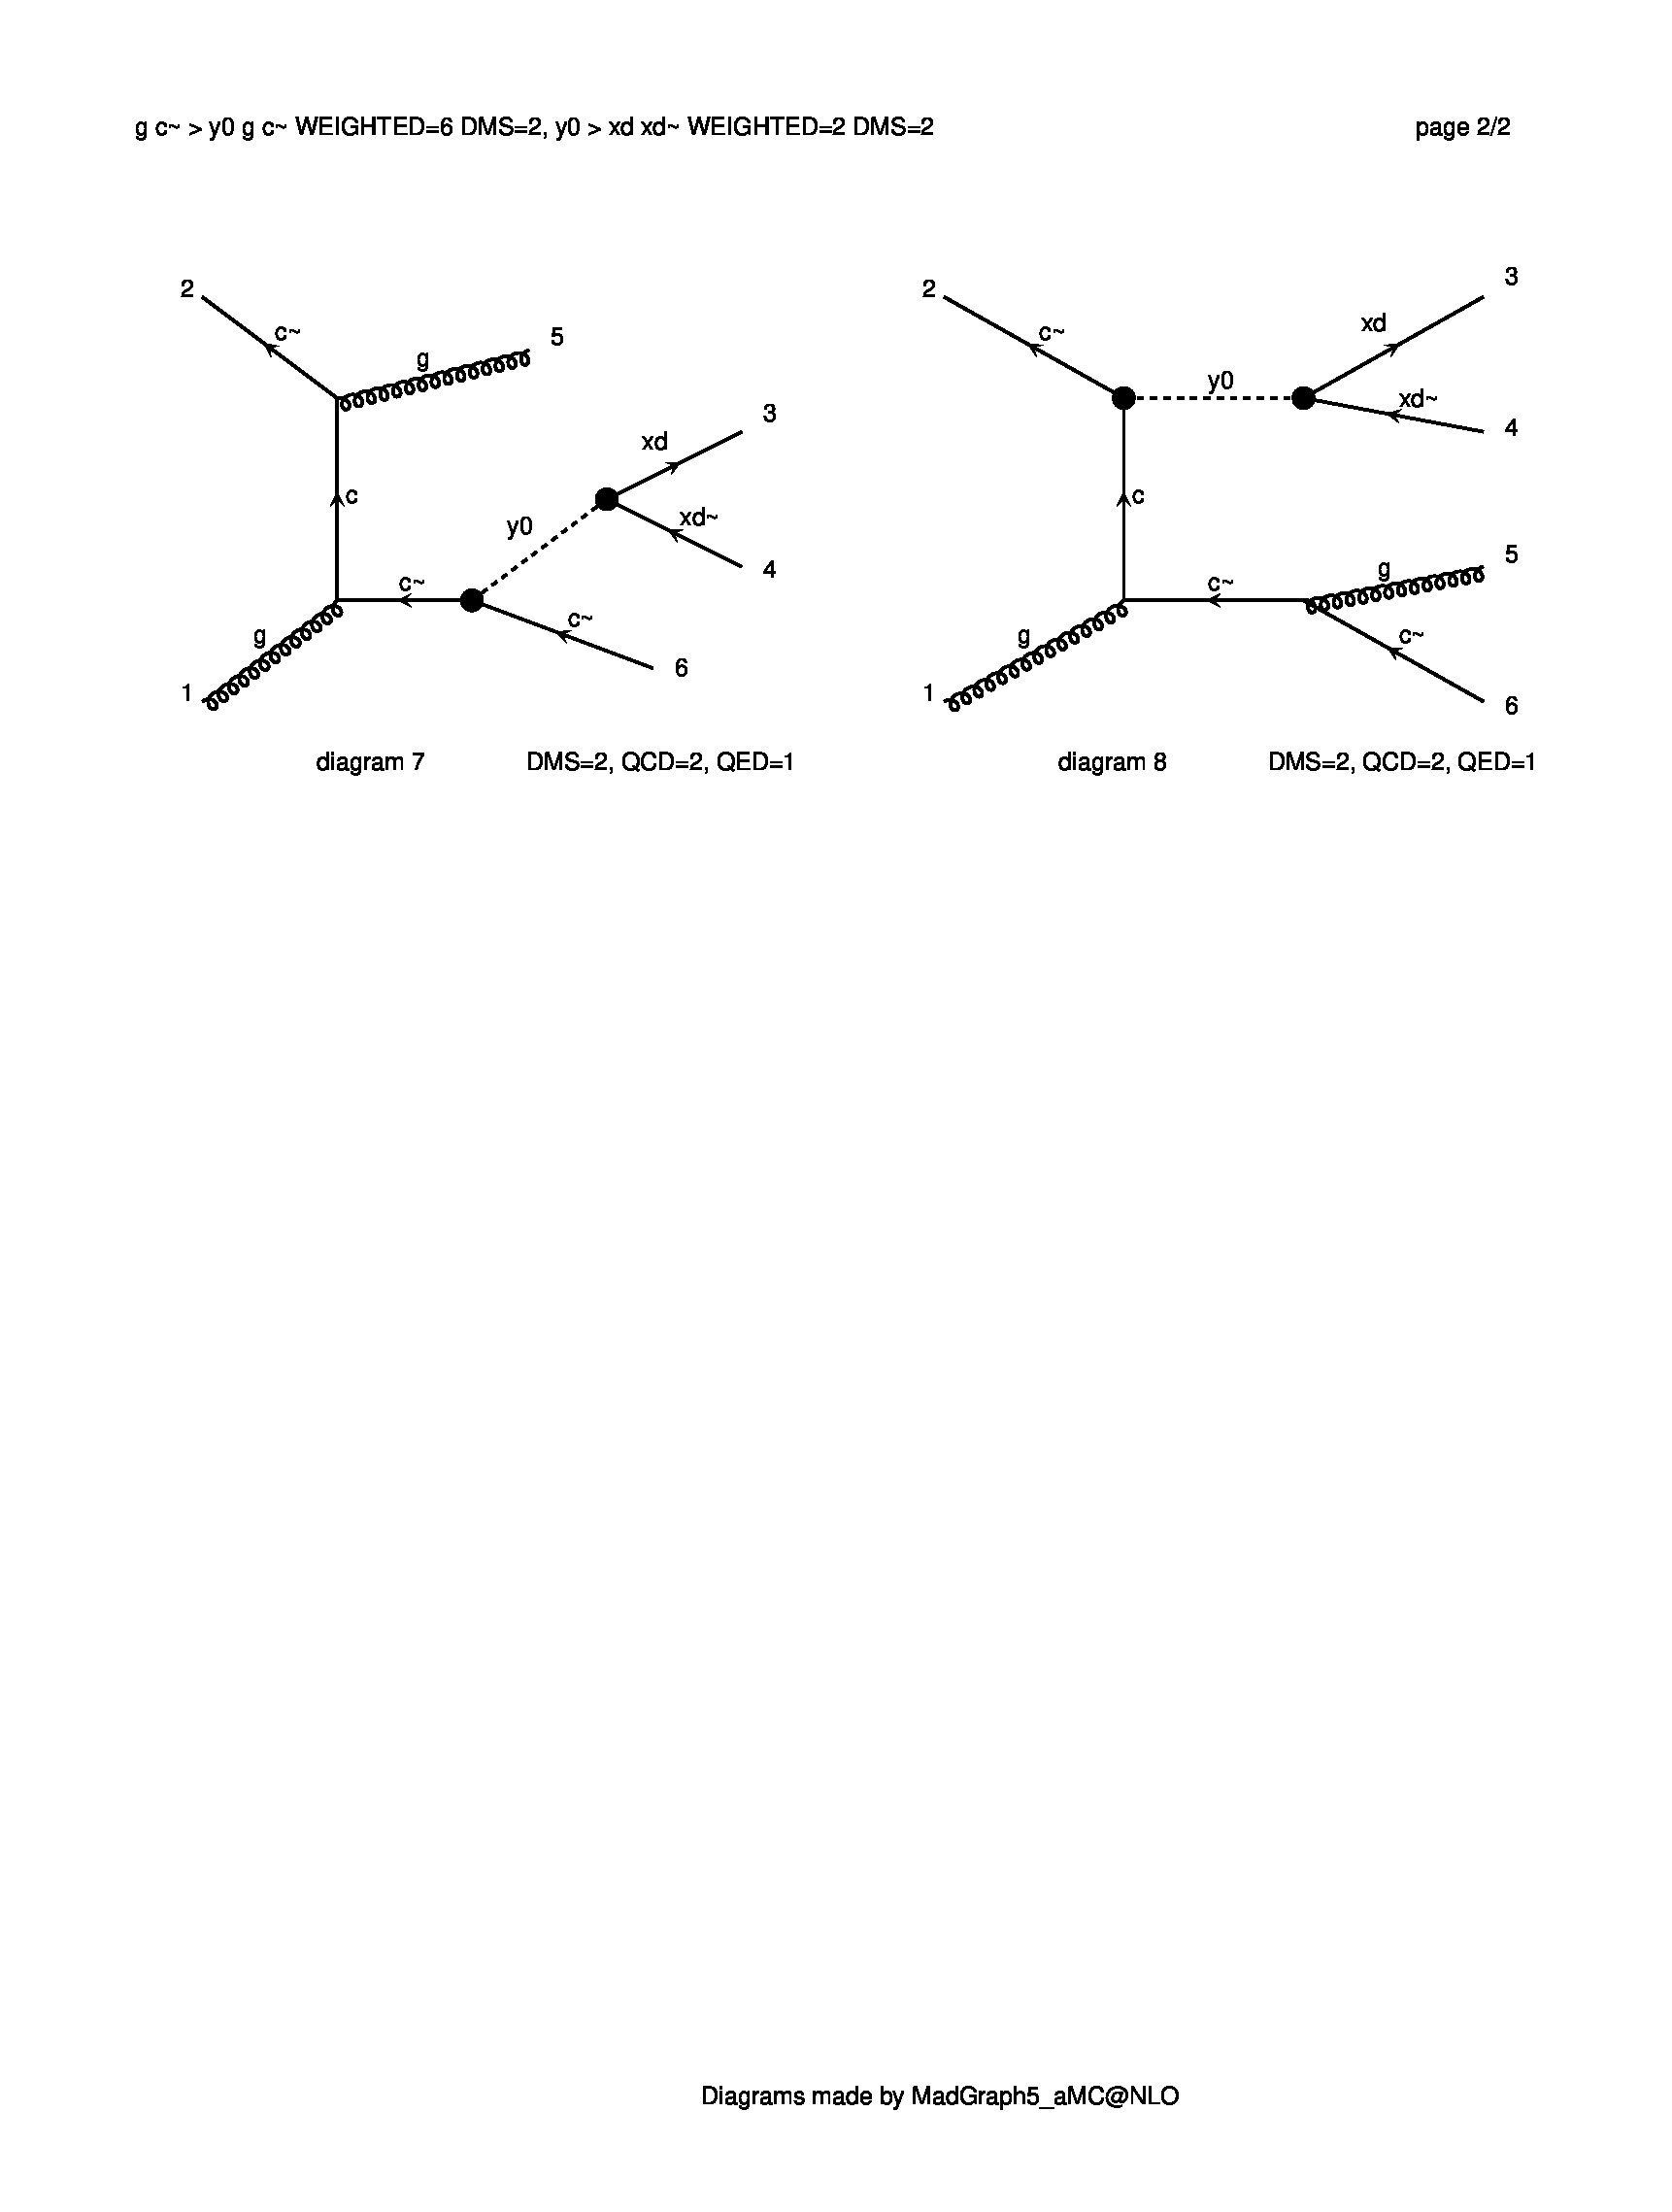 g c~ > y0 g c~ WEIGHTED=6 DMS=2, y0 > xd xd~ WEIGHTED=2 DMS=2 page 2/2
2
c~
g
5
c
xd
3
y0
xd~
4
c~
c~
6
g
1
diagram 7 DMS=2, QCD=2, QED=1
2
c~
y0
xd
3
xd~
4
c
c~
g
5
c~
6
g
1
diagram 8 DMS=2, QCD=2, QED=1
Diagrams made by MadGraph5_aMC@NLO